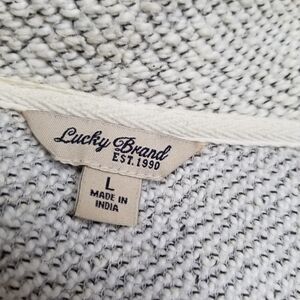 Lucky Brand
EST. 1990
L
MADE IN
INDIA